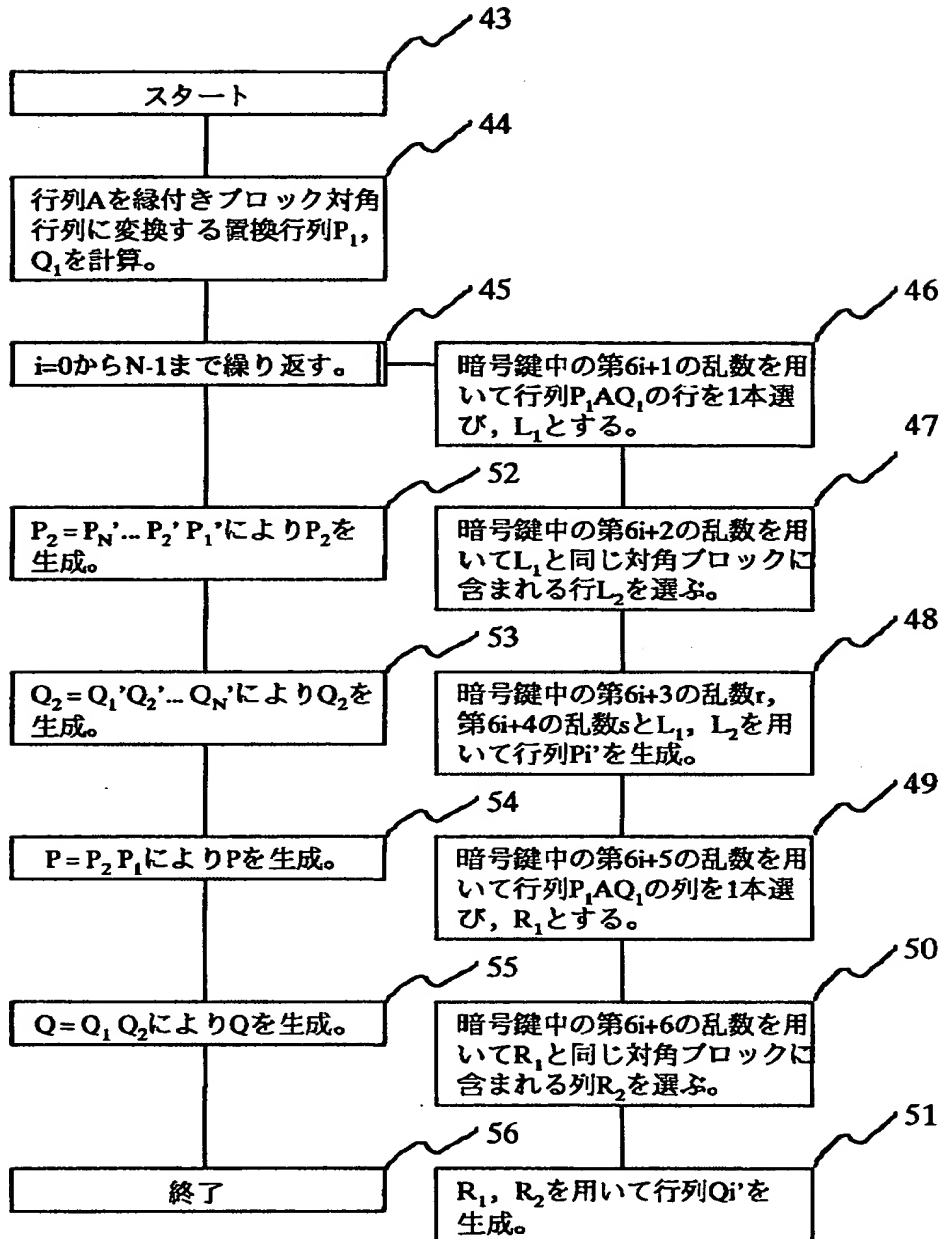 43
スタート
44
行列Aを縁付きブロック対角
行列に変換する置換行列P₁,
Q₁を計算。
45
i=0からN-1まで繰り返す。
46
暗号鍵中の第6i+1の乱数を用
いて行列P₁AQ₁の行を1本選
び，L₁とする。
47
暗号鍵中の第6i+2の乱数を用
いてL₁と同じ対角ブロックに
含まれる行L₂を選ぶ。
48
暗号鍵中の第6i+3の乱数r,
第6i+4の乱数sとL₁，L₂を用
いて行列Pi'を生成。
49
暗号鍵中の第6i+5の乱数を用
いて行列P₁AQ₁の列を1本選
び，R₁とする。
50
暗号鍵中の第6i+6の乱数を用
いてR₁と同じ対角ブロックに
含まれる列R₂を選ぶ。
51
R₁，R₂を用いて行列Qi'を
生成。
52
P₂=P_N'...P₂' P₁'によりP₂を
生成。
53
Q₂=Q₁'Q₂'...Q_N'によりQ₂を
生成。
54
P=P₂ P₁によりPを生成。
55
Q=Q₁ Q₂によりQを生成。
56
終了